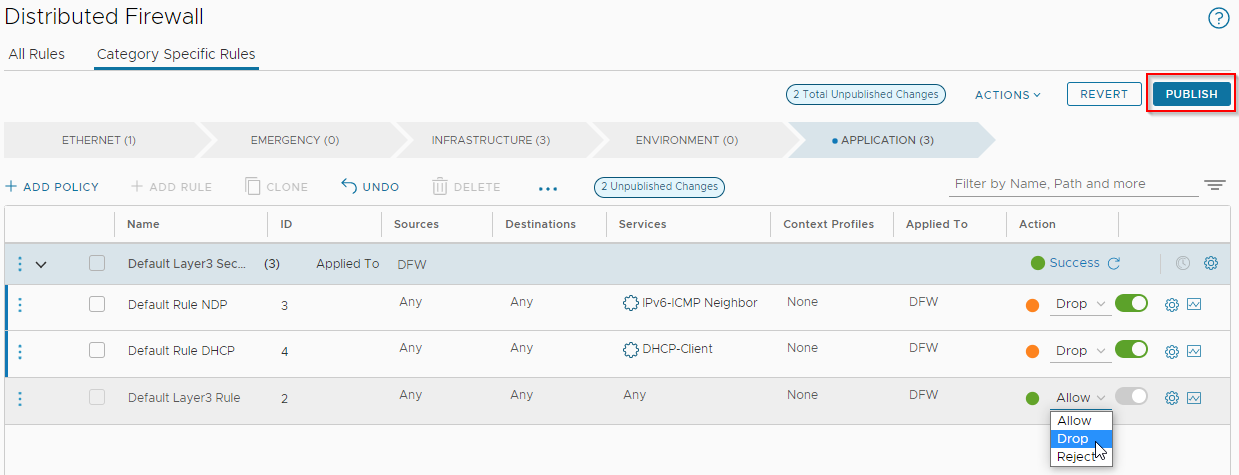 Distributed Firewall
?
All Rules Category Specific Rules
2 Total Unpublished Changes ACTIONS REVERT PUBLISH
ETHERNET (1) EMERGENCY (0) INFRASTRUCTURE (3) ENVIRONMENT (0) APPLICATION (3)
+ ADD POLICY + ADD RULE CLONE UNDO DELETE ... 2 Unpublished Changes Filter by Name, Path and more
Name ID Sources Destinations Services Context Profiles Applied To Action
Default Layer3 Sec... (3) Applied To DFW Success
Default Rule NDP 3 Any Any IPv6-ICMP Neighbor None DFW Drop
Default Rule DHCP 4 Any Any DHCP-Client None DFW Drop
Default Layer3 Rule 2 Any Any Any None DFW Allow
Allow
Drop
Reject